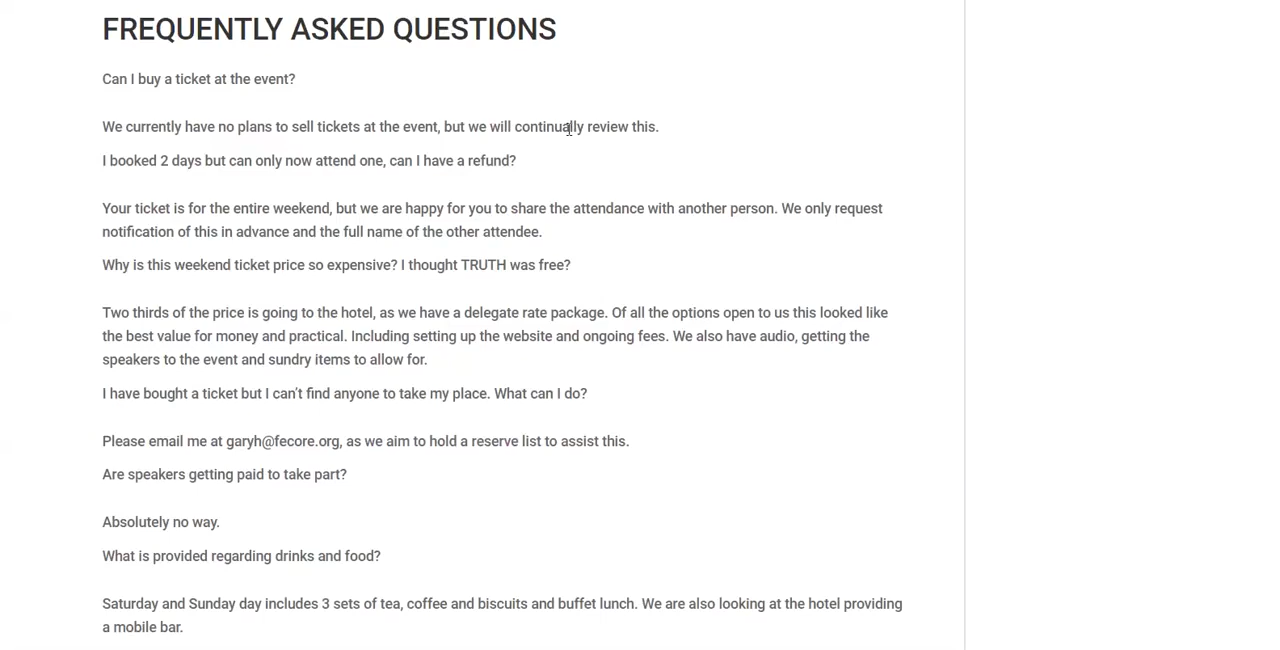 FREQUENTLY ASKED QUESTIONS
Can I buy a ticket at the event?
We currently have no plans to sell tickets at the event, but we will continually review this.
I booked 2 days but can only now attend one, can I have a refund?
Your ticket is for the entire weekend, but we are happy for you to share the attendance with another person. We only request
notification of this in advance and the full name of the other attendee.
Why is this weekend ticket price so expensive? I thought TRUTH was free?
Two thirds of the price is going to the hotel, as we have a delegate rate package. Of all the options open to us this looked like
the best value for money and practical. Including setting up the website and ongoing fees. We also have audio, getting the
speakers to the event and sundry items to allow for.
I have bought a ticket but I can’t find anyone to take my place. What can I do?
Please email me at garyh@fecore.org, as we aim to hold a reserve list to assist this.
Are speakers getting paid to take part?
Absolutely no way.
What is provided regarding drinks and food?
Saturday and Sunday day includes 3 sets of tea, coffee and biscuits and buffet lunch. We are also looking at the hotel providing
a mobile bar.